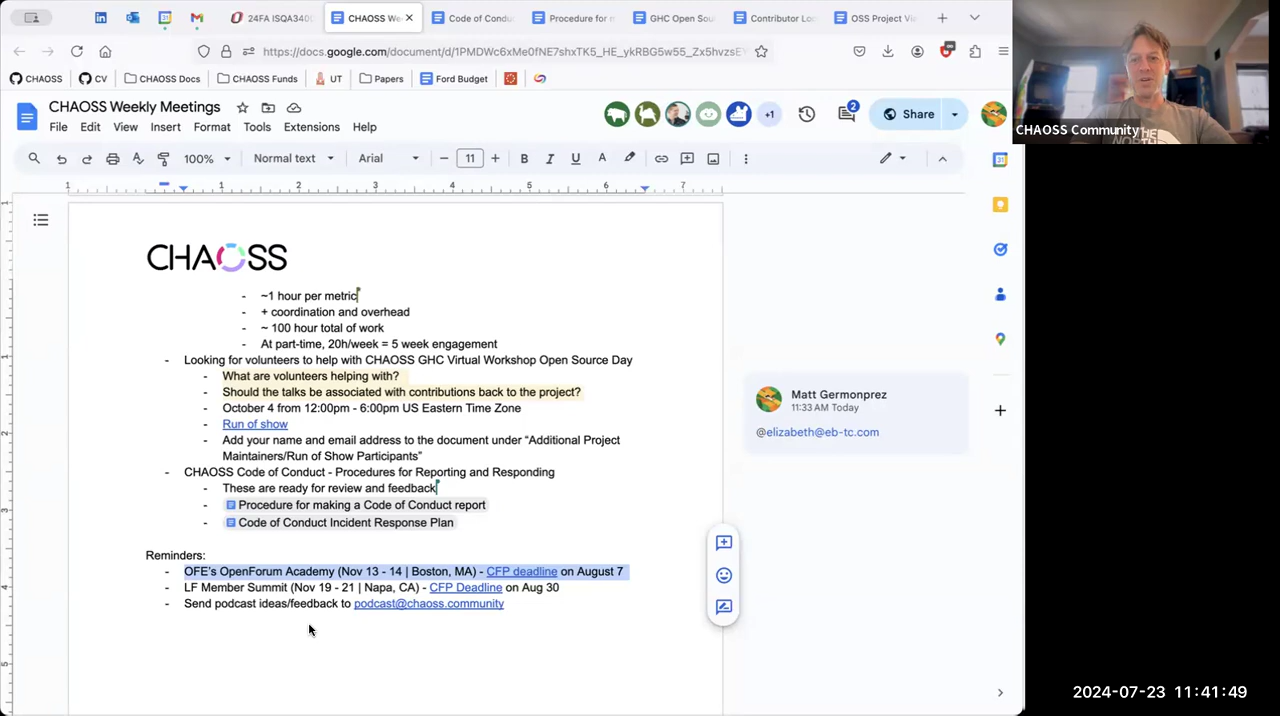 24FA ISQA3400
CHAOSS We
Code of Condu
Procedure for m
GHC Open Sou
Contributor Lo
OSS Project Vi
https://docs.google.com/document/d/1PMDWc6xMe0fNE7shxTK5_HE_ykRBG5w55_Zx5hvzsE
CHAOSS
CV
CHAOSS Docs
CHAOSS Funds
UT
Papers
Ford Budget
CHAOSS Community
CHAOSS Weekly Meetings
+1
2
Share
File Edit View Insert Format Tools Extensions Help
100% Normal text Arial 11
1 1 2 3 4 5 6 7
CHAOSS
- ~1 hour per metric
- + coordination and overhead
- ~ 100 hour total of work
- At part-time, 20h/week = 5 week engagement
- Looking for volunteers to help with CHAOSS GHC Virtual Workshop Open Source Day
- What are volunteers helping with?
- Should the talks be associated with contributions back to the project?
- October 4 from 12:00pm - 6:00pm US Eastern Time Zone
- Run of show
- Add your name and email address to the document under “Additional Project
Maintainers/Run of Show Participants”
- CHAOSS Code of Conduct - Procedures for Reporting and Responding
- These are ready for review and feedback
- Procedure for making a Code of Conduct report
- Code of Conduct Incident Response Plan
Matt Germonprez
11:33 AM Today
@elizabeth@eb-tc.com
Reminders:
- OFE's OpenForum Academy (Nov 13 - 14 | Boston, MA) - CFP deadline on August 7
- LF Member Summit (Nov 19 - 21 | Napa, CA) - CFP Deadline on Aug 30
- Send podcast ideas/feedback to podcast@chaoss.community
2024-07-23 11:41:49